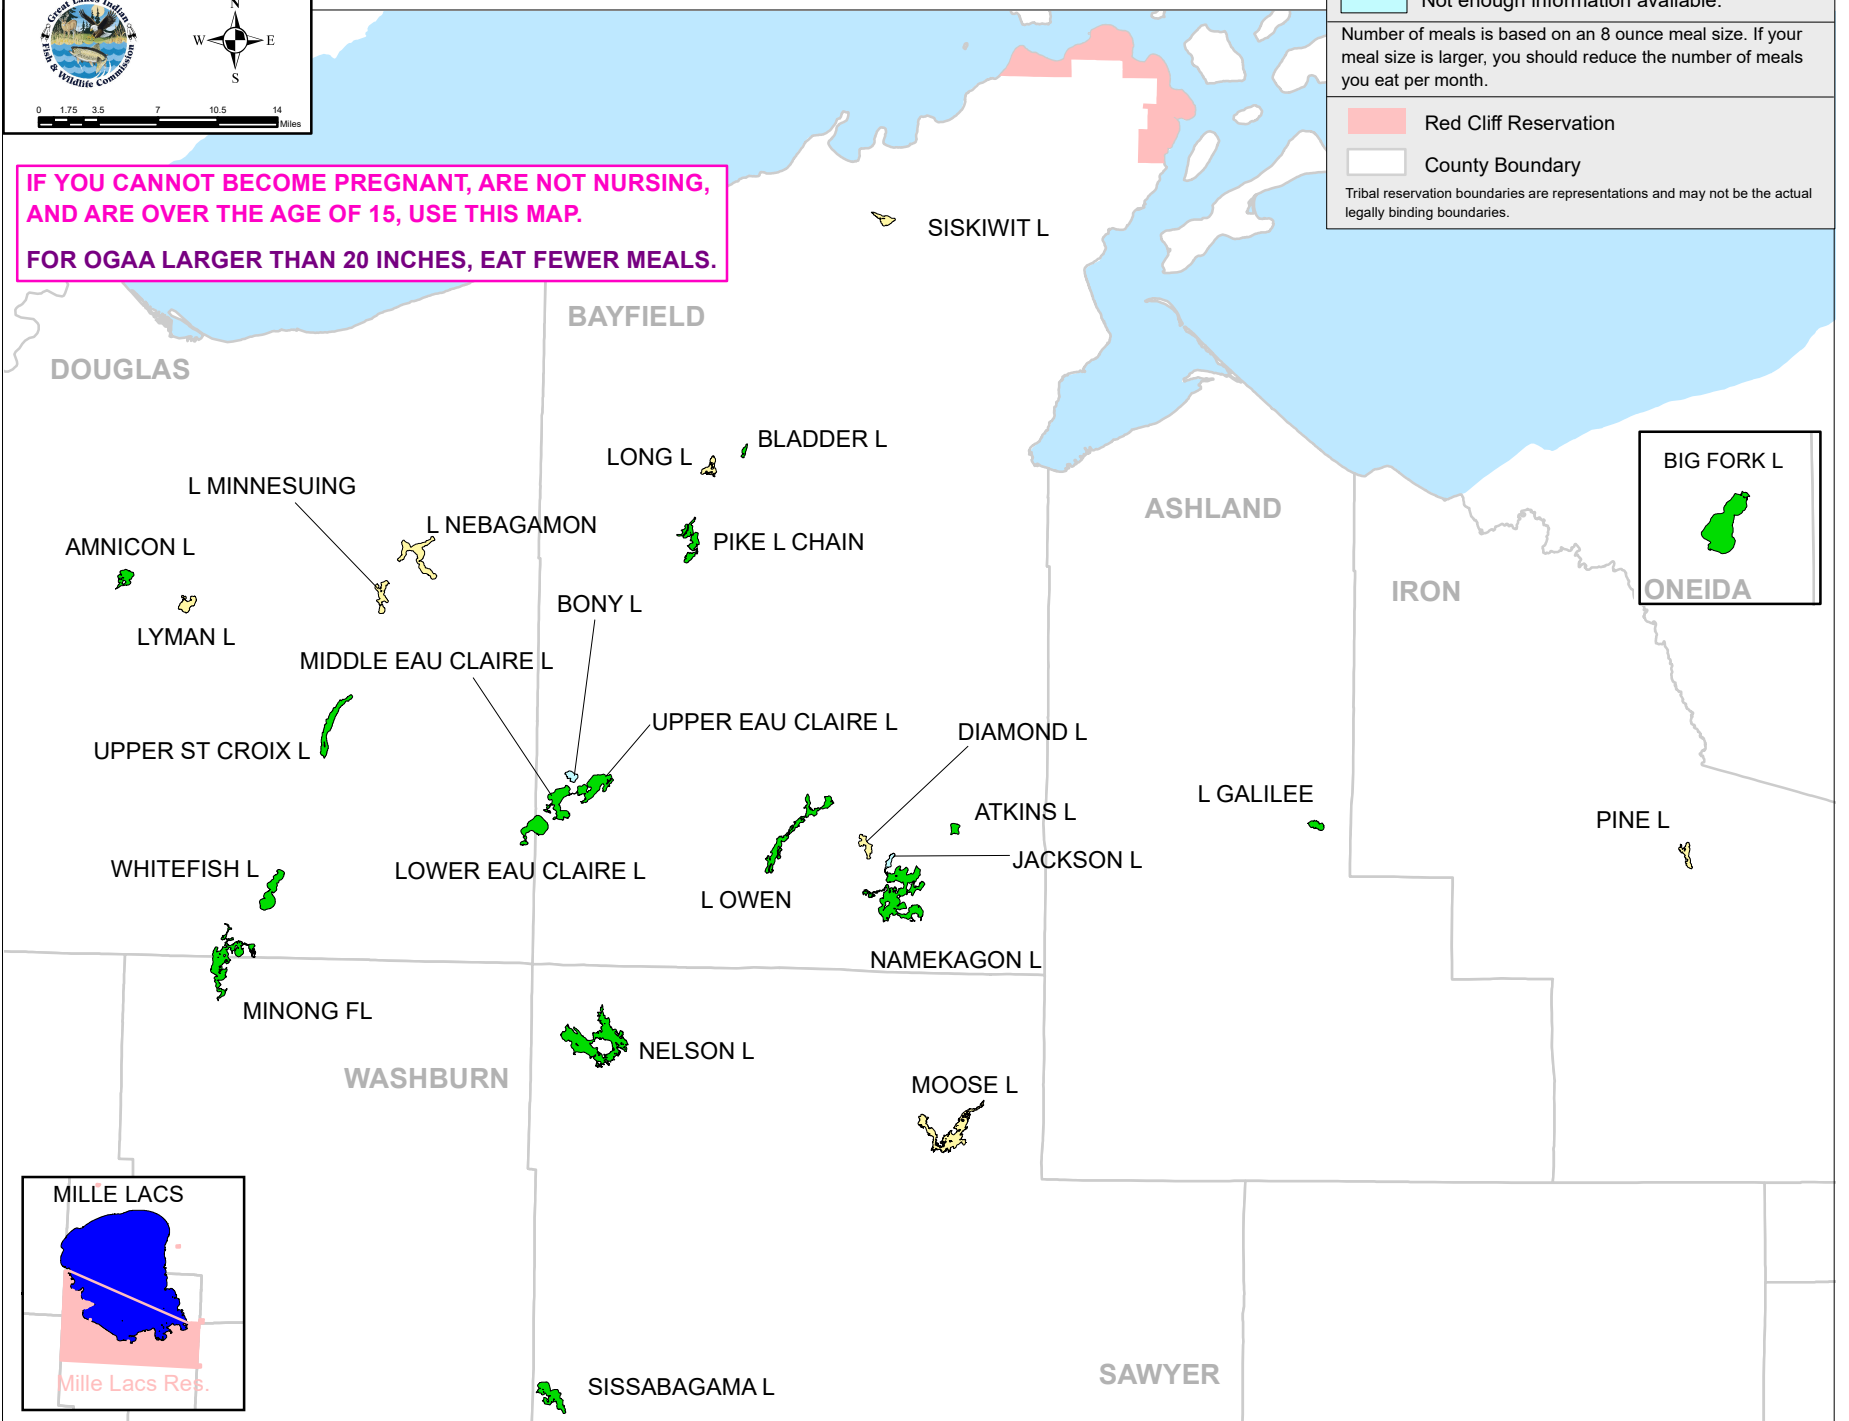 Great Lakes Indian
Fish & Wildlife Commission
N
W E
S
0 1.75 3.5 7 10.5 14
Miles
Not enough information available.
Number of meals is based on an 8 ounce meal size. If your
meal size is larger, you should reduce the number of meals
you eat per month.
Red Cliff Reservation
County Boundary
Tribal reservation boundaries are representations and may not be the actual
legally binding boundaries.
IF YOU CANNOT BECOME PREGNANT, ARE NOT NURSING,
AND ARE OVER THE AGE OF 15, USE THIS MAP.
FOR OGAA LARGER THAN 20 INCHES, EAT FEWER MEALS.
SISKIWIT L
BAYFIELD
DOUGLAS
BLADDER L
LONG L
BIG FORK L
L MINNESUING
ASHLAND
L NEBAGAMON
AMNICON L
PIKE L CHAIN
IRON
ONEIDA
BONY L
LYMAN L
MIDDLE EAU CLAIRE L
UPPER EAU CLAIRE L
DIAMOND L
UPPER ST CROIX L
L GALILEE
ATKINS L
PINE L
JACKSON L
WHITEFISH L
LOWER EAU CLAIRE L
L OWEN
NAMEKAGON L
MINONG FL
NELSON L
WASHBURN
MOOSE L
MILLE LACS
Mille Lacs Res.
SISSABAGAMA L
SAWYER